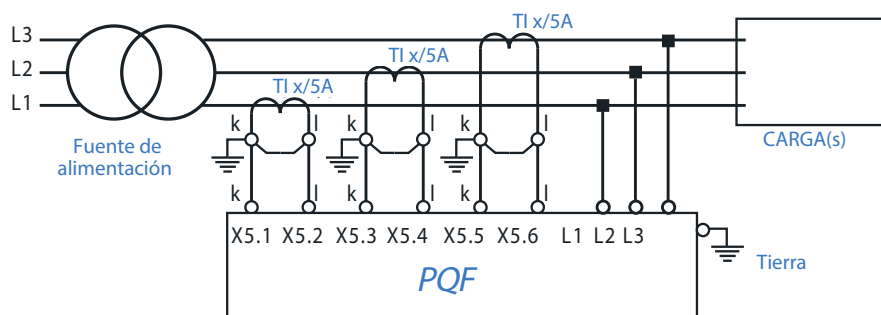 TI x/5A
L3
TI x/5A
L2
TI x/5A
L1
k l k l k l
Fuente de
alimentación
CARGA(s)
k l k l k l
X5.1 X5.2 X5.3 X5.4 X5.5 X5.6 L1 L2 L3
Tierra
PQF